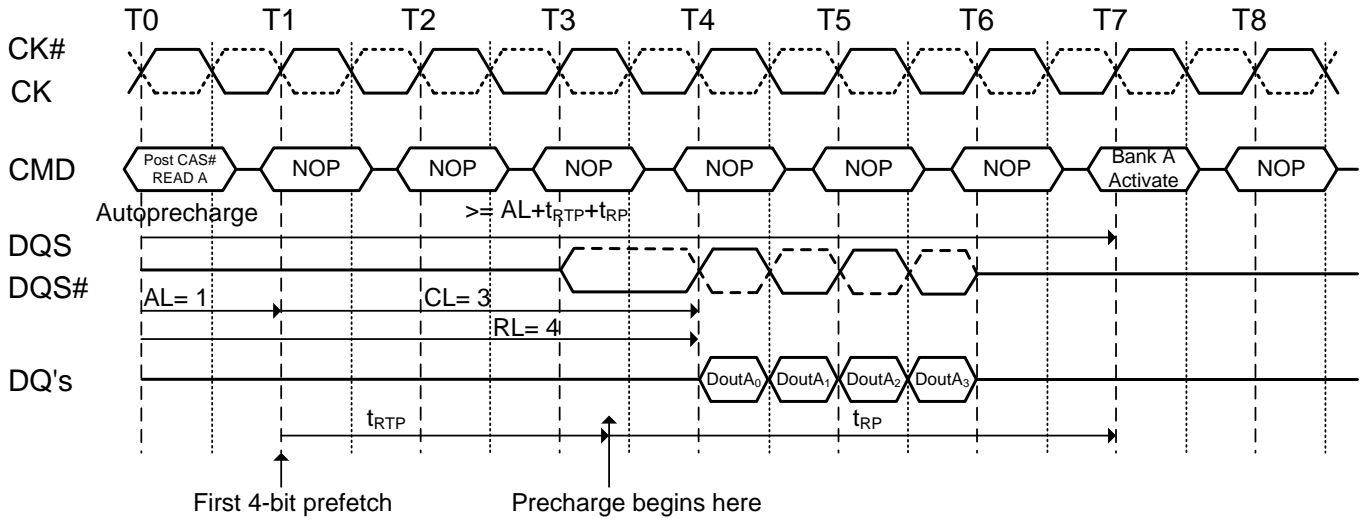 T0 T1 T2 T3 T4 T5 T6 T7 T8
CK#
CK
CMD Post CAS# READ A NOP NOP NOP NOP NOP NOP Bank A Activate NOP
Autoprecharge >= AL+tRTP+tRP
DQS
DQS#
AL= 1 CL= 3
RL= 4
DQ's DoutA0 DoutA1 DoutA2 DoutA3
tRTP tRP
First 4-bit prefetch Precharge begins here